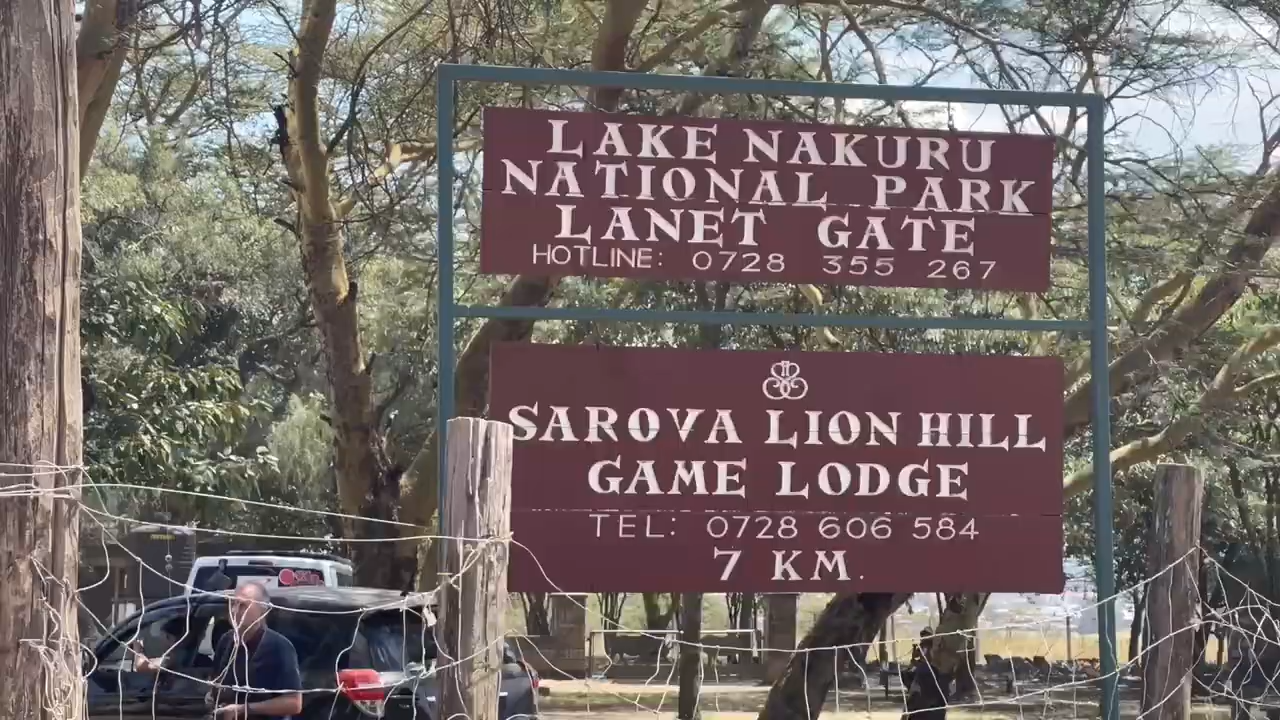 LAKE NAKURU
NATIONAL PARK
LANET GATE
HOTLINE: 0728 355 267
SAROVA LION HILL
GAME LODGE
TEL: 0728 606 584
7 KM.